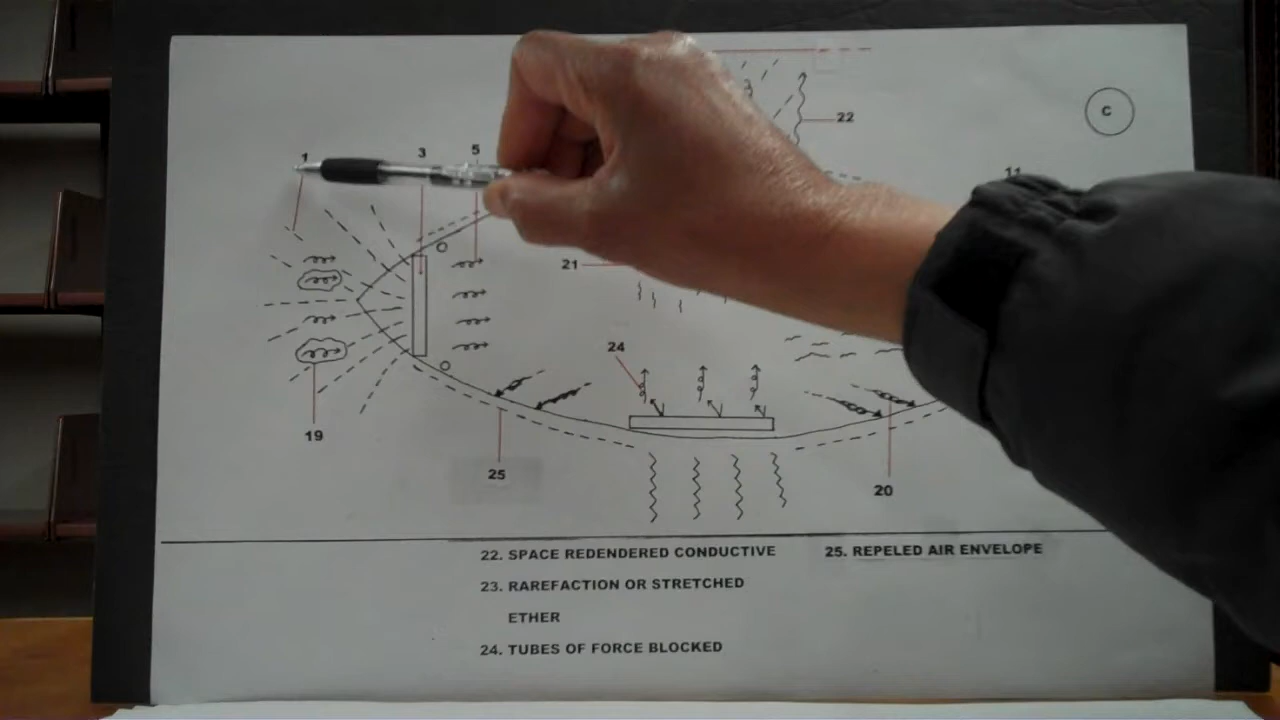 22
C
1
3
5
11
21
24
19
25
20
22. SPACE REDENDERED CONDUCTIVE
23. RAREFACTION OR STRETCHED
ETHER
24. TUBES OF FORCE BLOCKED
25. REPELED AIR ENVELOPE